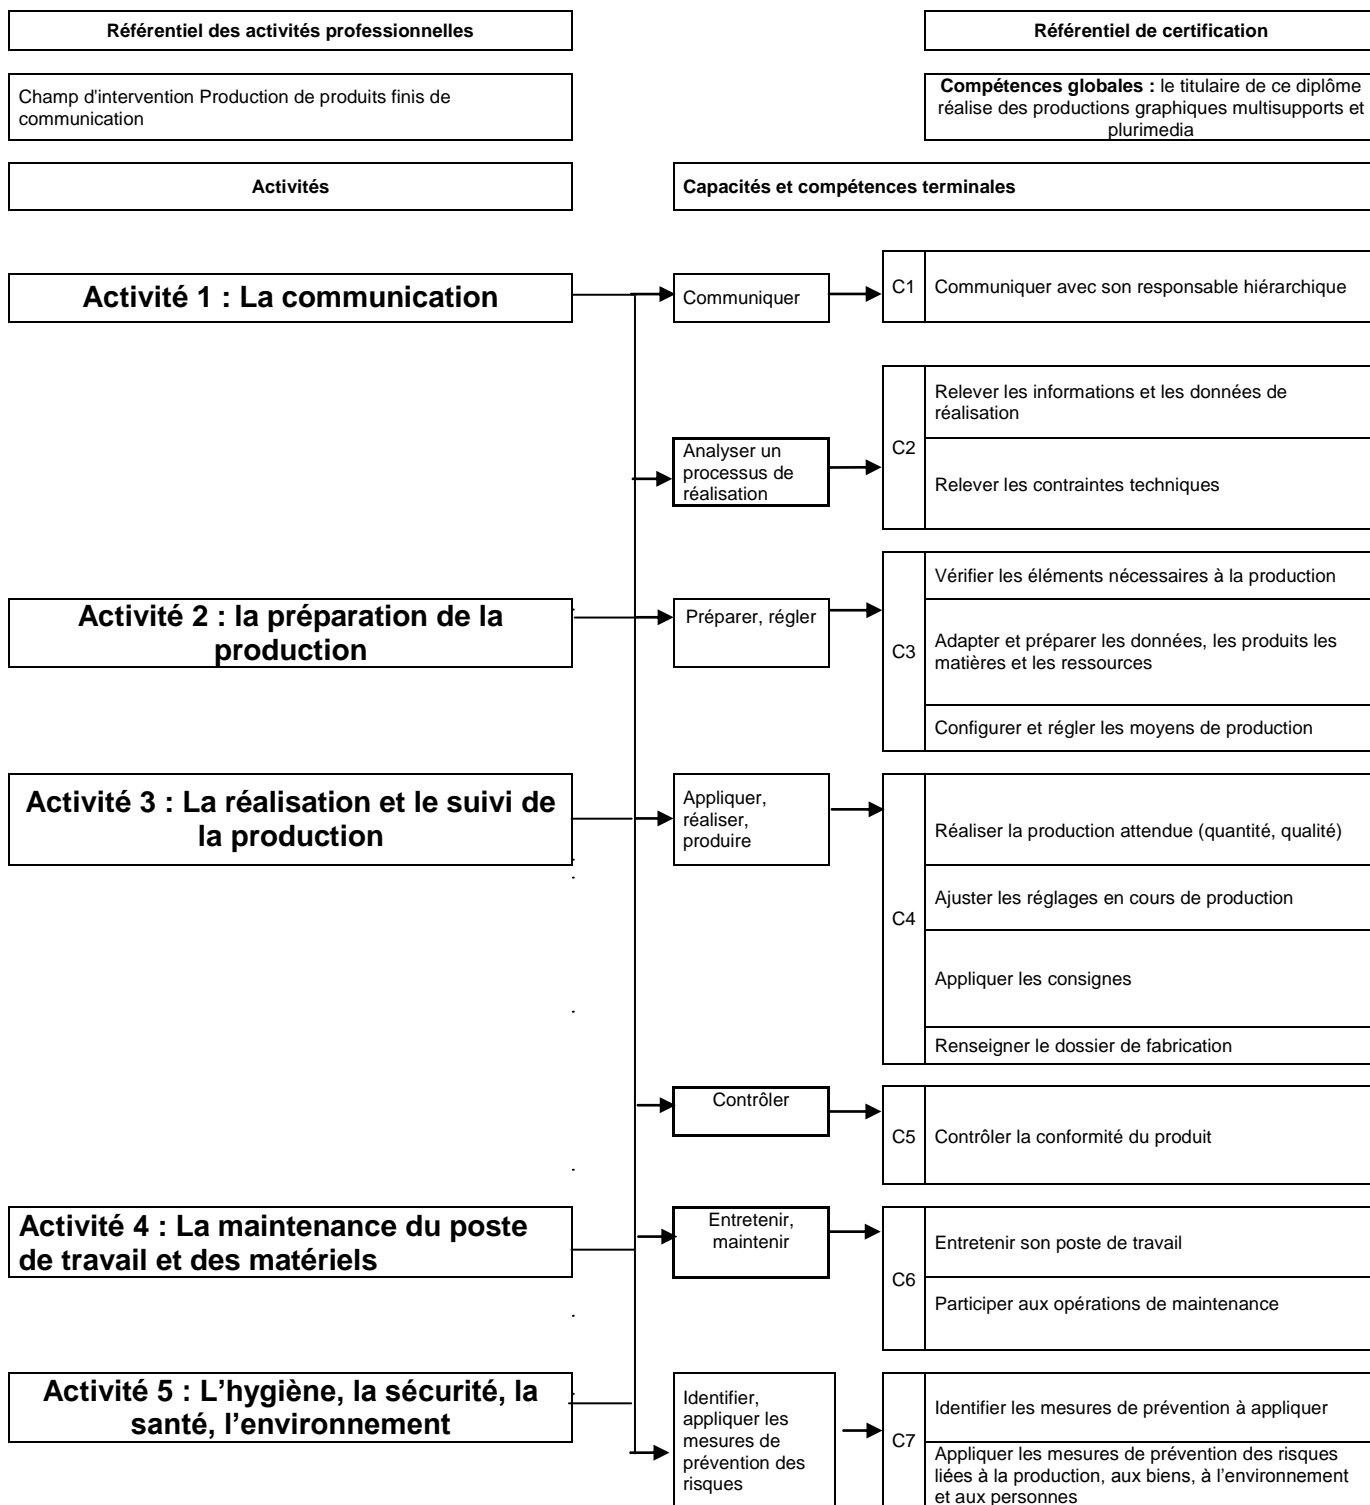 Référentiel des activités professionnelles
Référentiel de certification
Champ d'intervention Production de produits finis de
communication
Compétences globales : le titulaire de ce diplôme
réalise des productions graphiques multisupports et
plurimedia
Activités
Capacités et compétences terminales
Activité 1 : La communication
Communiquer
C1
Communiquer avec son responsable hiérarchique
Analyser un
processus de
réalisation
C2
Relever les informations et les données de
réalisation
Relever les contraintes techniques
Activité 2 : la préparation de la
production
Préparer, régler
C3
Vérifier les éléments nécessaires à la production
Adapter et préparer les données, les produits les
matières et les ressources
Configurer et régler les moyens de production
Activité 3 : La réalisation et le suivi de
la production
Appliquer,
réaliser,
produire
C4
Réaliser la production attendue (quantité, qualité)
Ajuster les réglages en cours de production
Appliquer les consignes
Renseigner le dossier de fabrication
Contrôler
C5
Contrôler la conformité du produit
Activité 4 : La maintenance du poste
de travail et des matériels
Entretenir,
maintenir
C6
Entretenir son poste de travail
Participer aux opérations de maintenance
Activité 5 : L'hygiène, la sécurité, la
santé, l'environnement
Identifier,
appliquer les
mesures de
prévention des
risques
C7
Identifier les mesures de prévention à appliquer
Appliquer les mesures de prévention des risques
liées à la production, aux biens, à l'environnement
et aux personnes